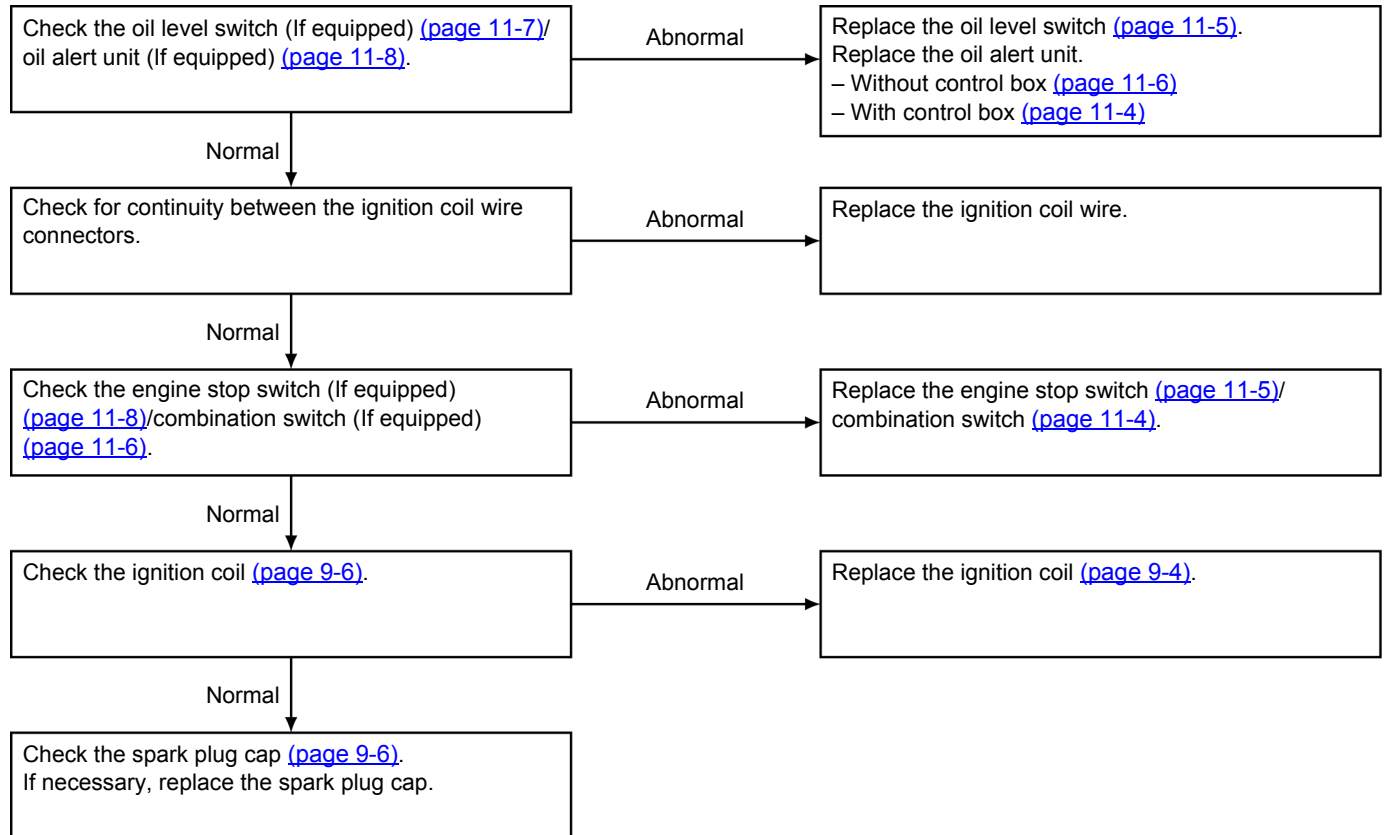 Check the oil level switch (If equipped) (page 11-7)/
oil alert unit (If equipped) (page 11-8).
Abnormal
Replace the oil level switch (page 11-5).
Replace the oil alert unit.
– Without control box (page 11-6)
– With control box (page 11-4)
Normal
Check for continuity between the ignition coil wire
connectors.
Abnormal
Replace the ignition coil wire.
Normal
Check the engine stop switch (If equipped)
(page 11-8)/combination switch (If equipped)
(page 11-6).
Abnormal
Replace the engine stop switch (page 11-5)/
combination switch (page 11-4).
Normal
Check the ignition coil (page 9-6).
Abnormal
Replace the ignition coil (page 9-4).
Normal
Check the spark plug cap (page 9-6).
If necessary, replace the spark plug cap.